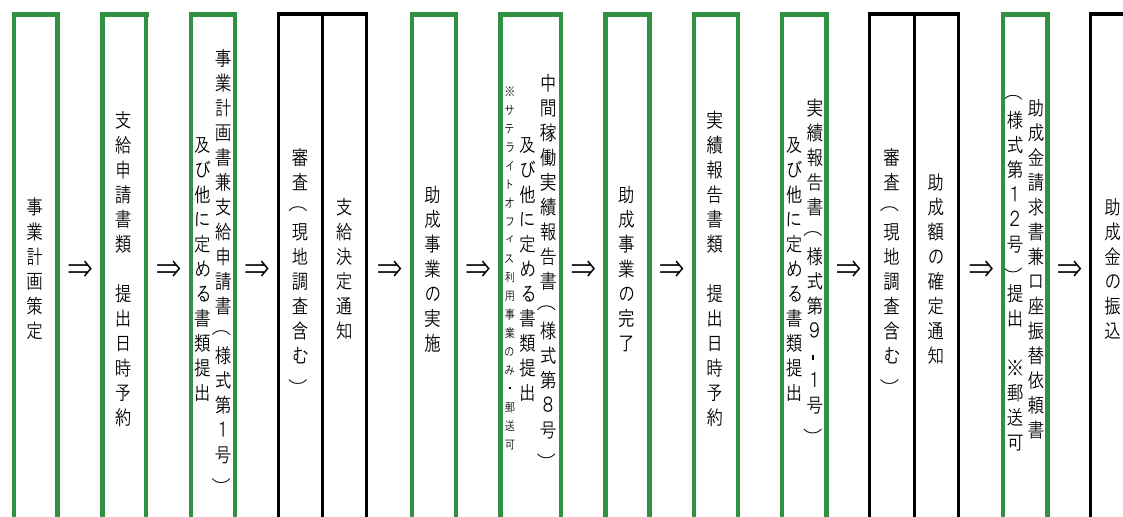 事業計画策定
⇒
支給申請書類　提出日時予約
⇒
事業計画書兼支給申請書(様式第1号)
及び他に定める書類提出
⇒
審査(現地調査含む)
支給決定通知
⇒
助成事業の実施
⇒
中間稼働実績報告書(様式第8号)
及び他に定める書類提出
※サテライトオフィス利用事業のみ・郵送可
⇒
助成事業の完了
⇒
実績報告書類　提出日時予約
実績報告書(様式第9-1号)
及び他に定める書類提出
⇒
審査(現地調査含む)
助成額の確定通知
⇒
助成金請求書兼口座振替依頼書
(様式第12号)提出　※郵送可
⇒
助成金の振込